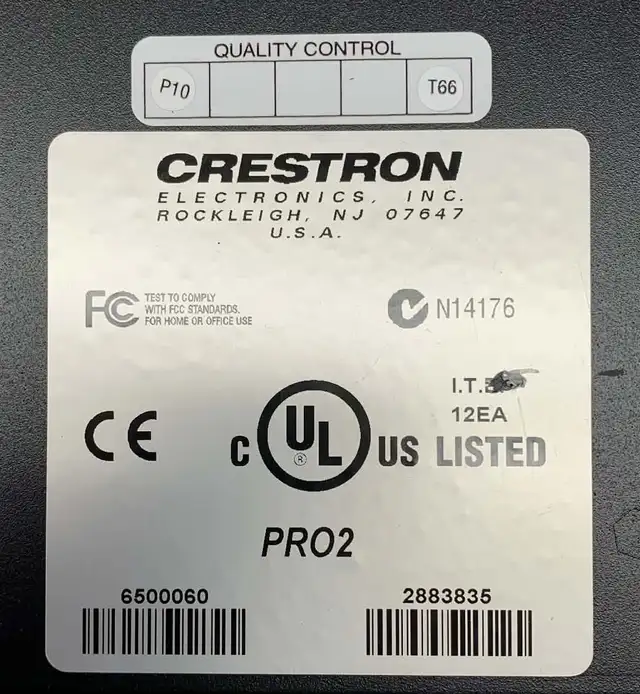 QUALITY CONTROL
P10
T66
CRESTRON
ELECTRONICS, INC.
ROCKLEIGH, NJ 07647
U.S.A.
FC TEST TO COMPLY
WITH FCC STANDARDS.
FOR HOME OR OFFICE USE
N14176
I.T.E.
12EA
CE
C UL ® US LISTED
PRO2
6500060
2883835